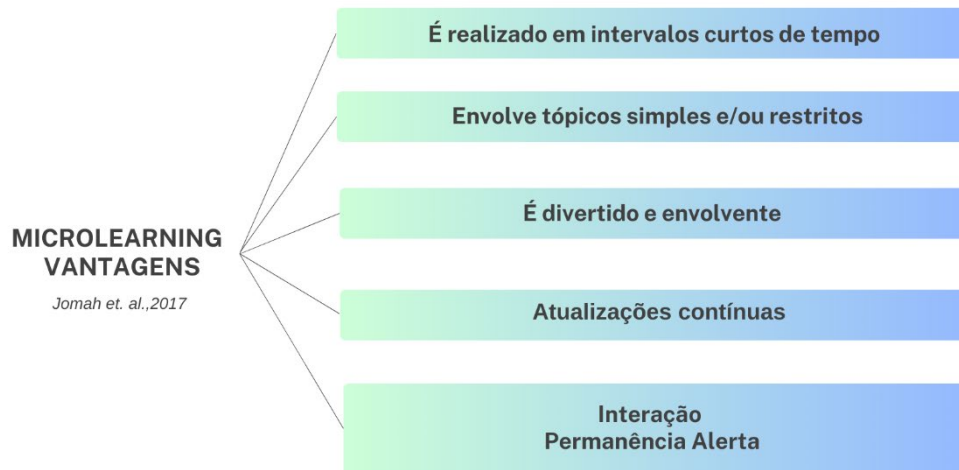 MICROLEARNING
VANTAGENS
Jomah et. al.,2017
É realizado em intervalos curtos de tempo
Envolve tópicos simples e/ou restritos
É divertido e envolvente
Atualizações contínuas
Interação
Permanência Alerta